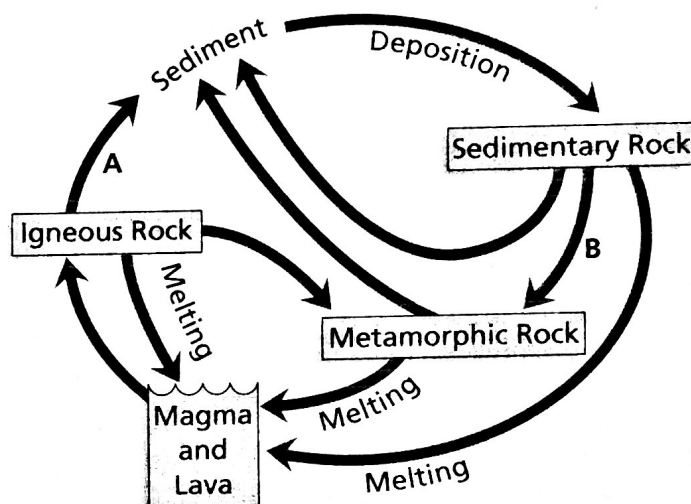 Sediment
Deposition
Sedimentary Rock
A
Igneous Rock
B
Melting
Metamorphic Rock
Melting
Magma
and
Lava
Melting